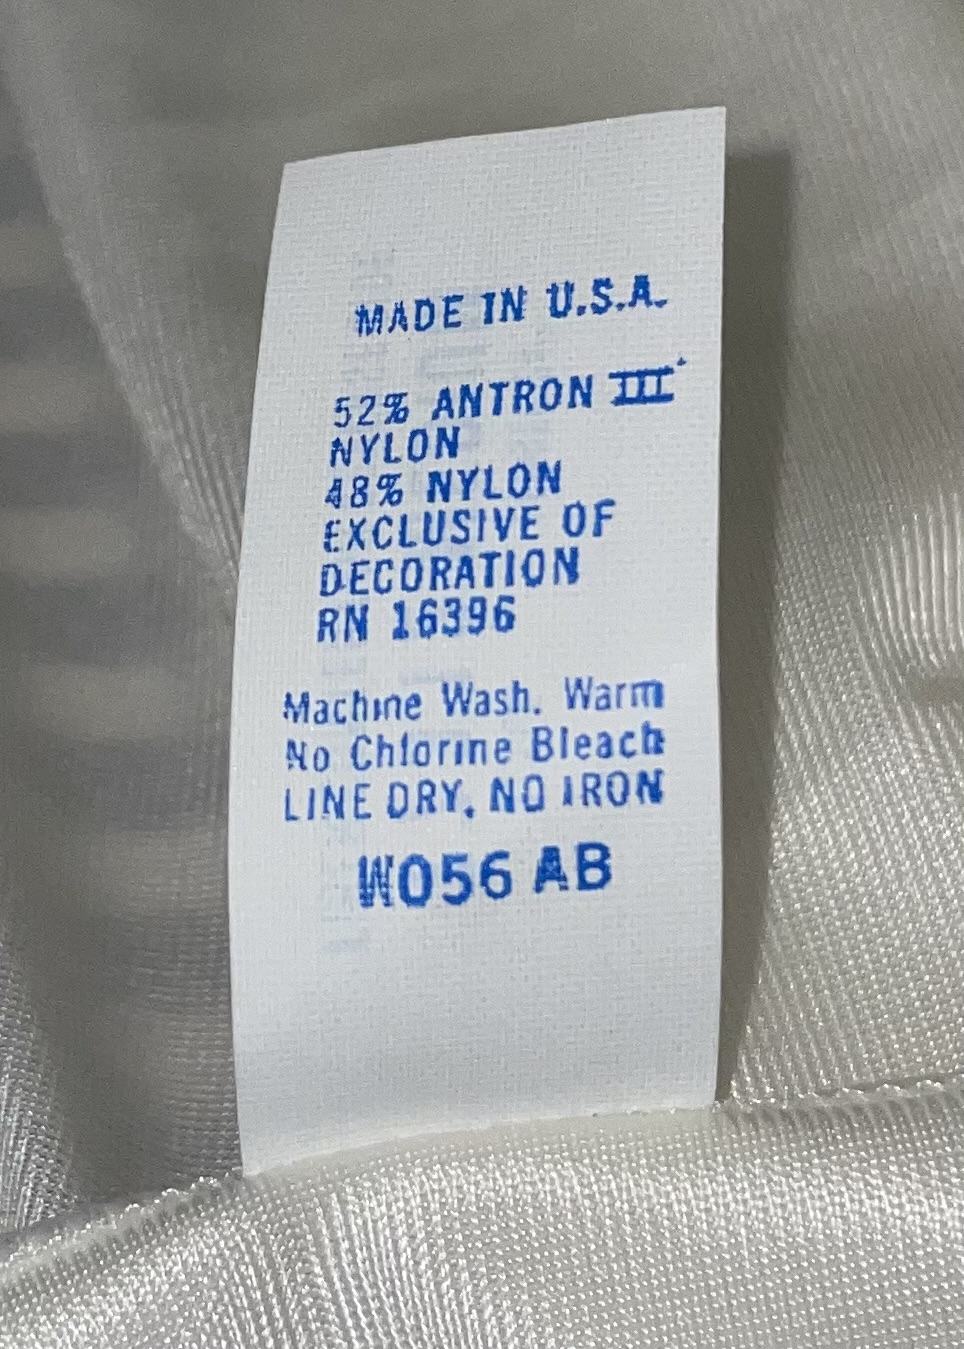 MADE IN U.S.A.
52% ANTRON III
NYLON
48% NYLON
EXCLUSIVE OF
DECORATION
RN 16396
Machine Wash, Warm
No Chlorine Bleach
LINE DRY, NO IRON
W056 AB